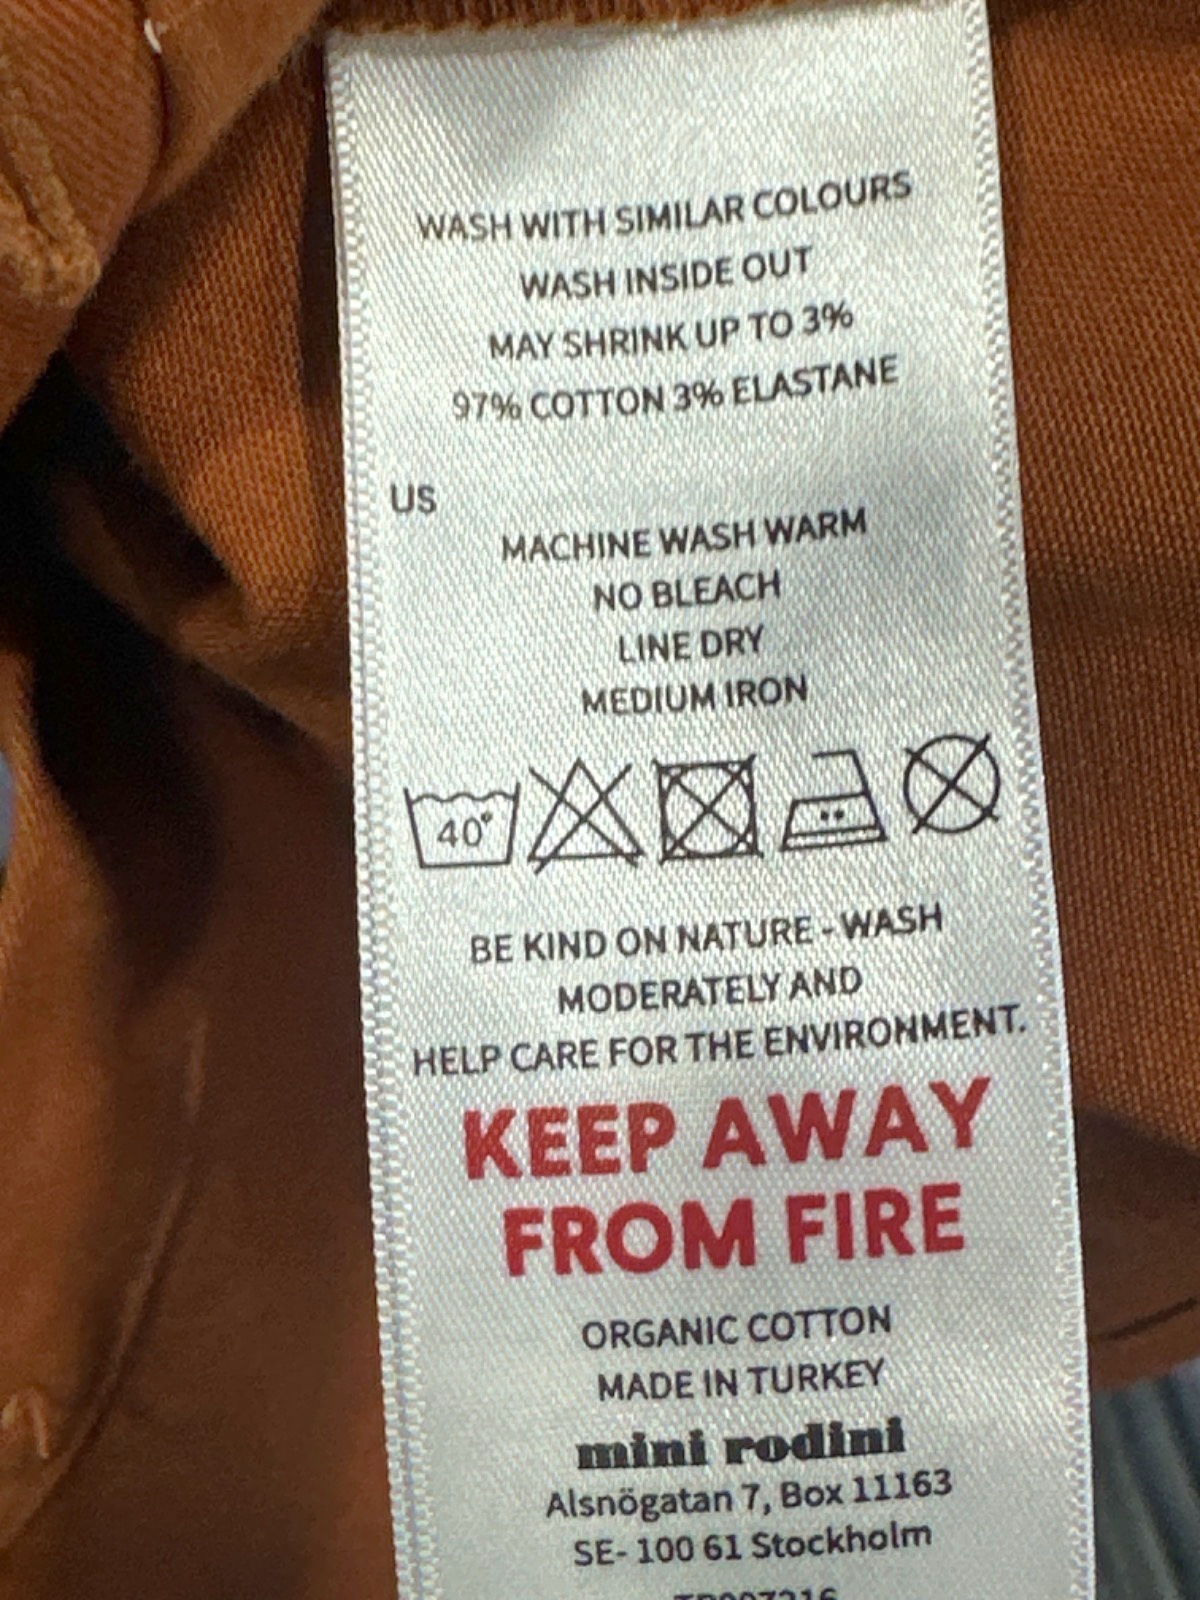 WASH WITH SIMILAR COLOURS
WASH INSIDE OUT
MAY SHRINK UP TO 3%
97% COTTON 3% ELASTANE
US
MACHINE WASH WARM
NO BLEACH
LINE DRY
MEDIUM IRON
40°
BE KIND ON NATURE - WASH
MODERATELY AND
HELP CARE FOR THE ENVIRONMENT.
KEEP AWAY
FROM FIRE
ORGANIC COTTON
MADE IN TURKEY
mini rodini
Alsnögatan 7, Box 11163
SE- 100 61 Stockholm